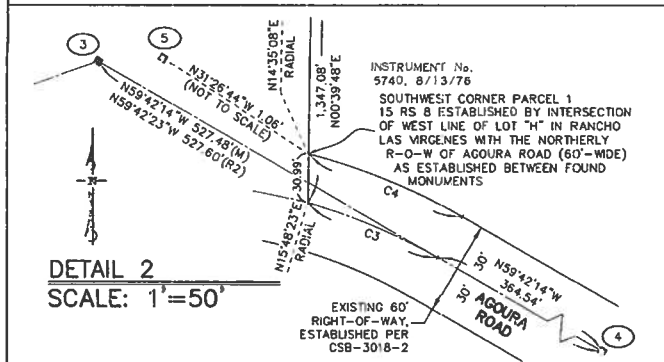 3
5
N31°26'44"W 1.06'
(NOT TO SCALE)
N59°42'14"W 527.48'(M)
N59°42'23"W 527.60'(R2)
N14°35'08"E
RADIAL
1,347.08'
N00°39'48"E
INSTRUMENT No.
5740, 8/13/76
SOUTHWEST CORNER PARCEL 1
15 RS 8 ESTABLISHED BY INTERSECTION
OF WEST LINE OF LOT "H" IN RANCHO
LAS VIRGENES WITH THE NORTHERLY
R-O-W OF AGOURA ROAD (60'-WIDE)
AS ESTABLISHED BETWEEN FOUND
MONUMENTS
30.99'
N15°48'23"E
RADIAL
C4
C3
N
DETAIL 2
SCALE: 1"=50'
30'
30'
N59°42'14"W
364.54'
AGOURA
ROAD
EXISTING 60'
RIGHT-OF-WAY,
ESTABLISHED PER
CSB-3018-2
4